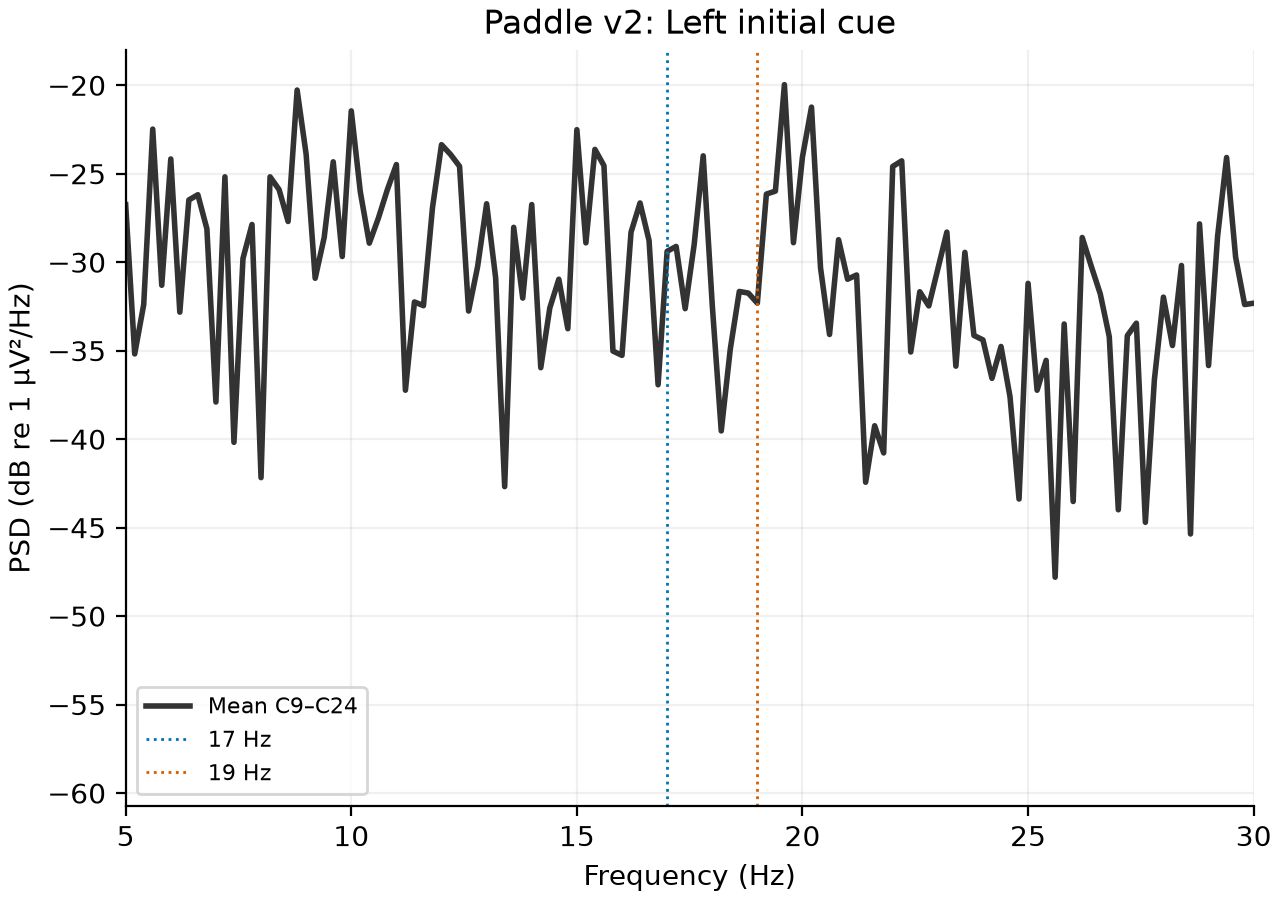 Paddle v2: Left initial cue
PSD (dB re 1 µV²/Hz)
−20
−25
−30
−35
−40
−45
−50
−55
−60
Mean C9–C24
17 Hz
19 Hz
5
10
15
20
25
30
Frequency (Hz)